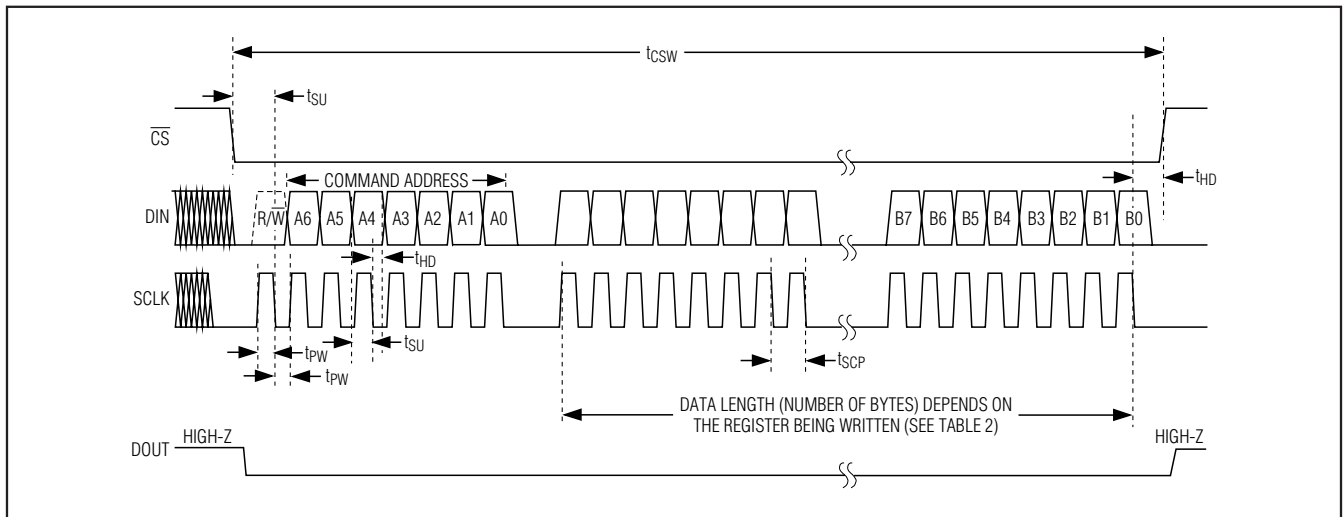 tCSW
tSU
CS
COMMAND ADDRESS
tHD
DIN
R/W A6 A5 A4 A3 A2 A1 A0
B7 B6 B5 B4 B3 B2 B1 B0
tHD
SCLK
tSU
tSCP
tPW
tPW
DATA LENGTH (NUMBER OF BYTES) DEPENDS ON
THE REGISTER BEING WRITTEN (SEE TABLE 2)
HIGH-Z
HIGH-Z
DOUT